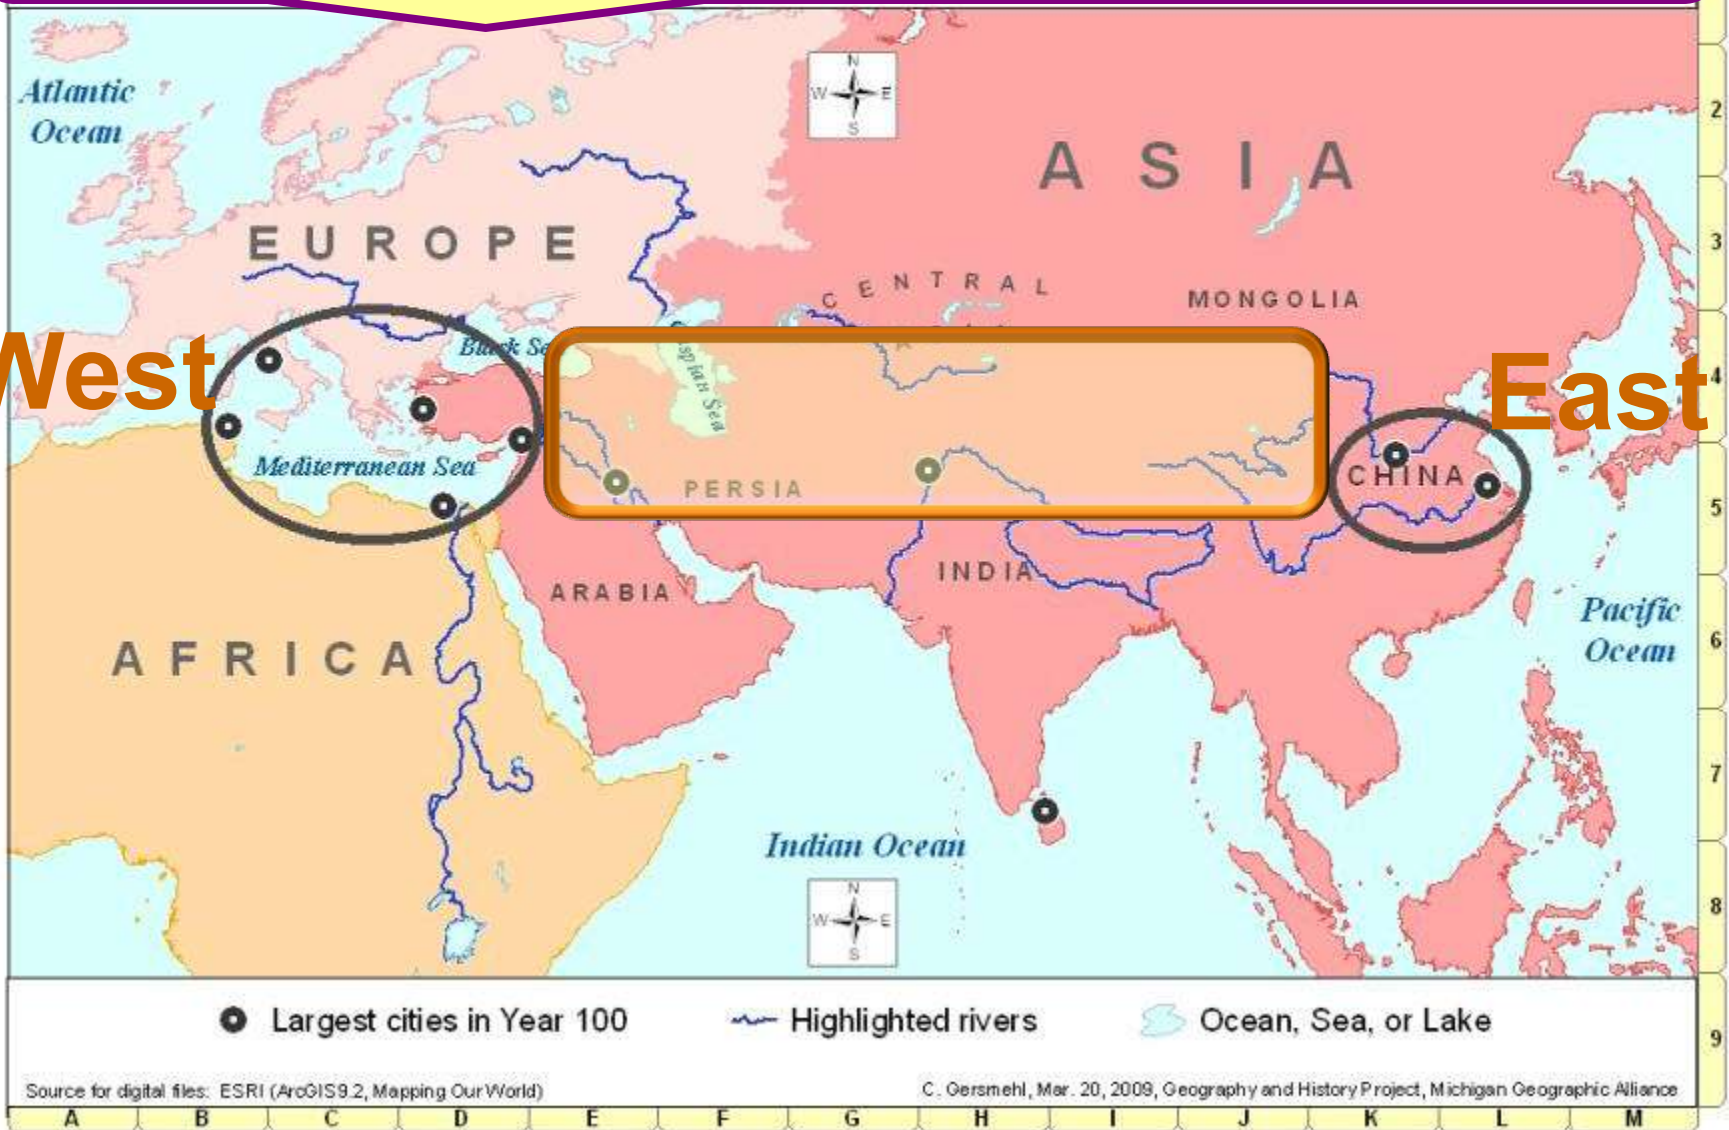 N
W E
S
Atlantic
Ocean
2
A S I A
EUROPE
3
CENTRAL
MONGOLIA
West
Black Se
East
4
Caspian Sea
Mediterranean Sea
CHINA
PERSIA
5
INDIA
ARABIA
Pacific
Ocean
6
AFRICA
7
Indian Ocean
N
W E
S
8
Largest cities in Year 100
Highlighted rivers
Ocean, Sea, or Lake
9
Source for digital files: ESRI (ArcGIS9.2, Mapping Our World)
C. Gersmehl, Mar. 20, 2009, Geography and History Project, Michigan Geographic Alliance
A B C D E F G H I J K L M